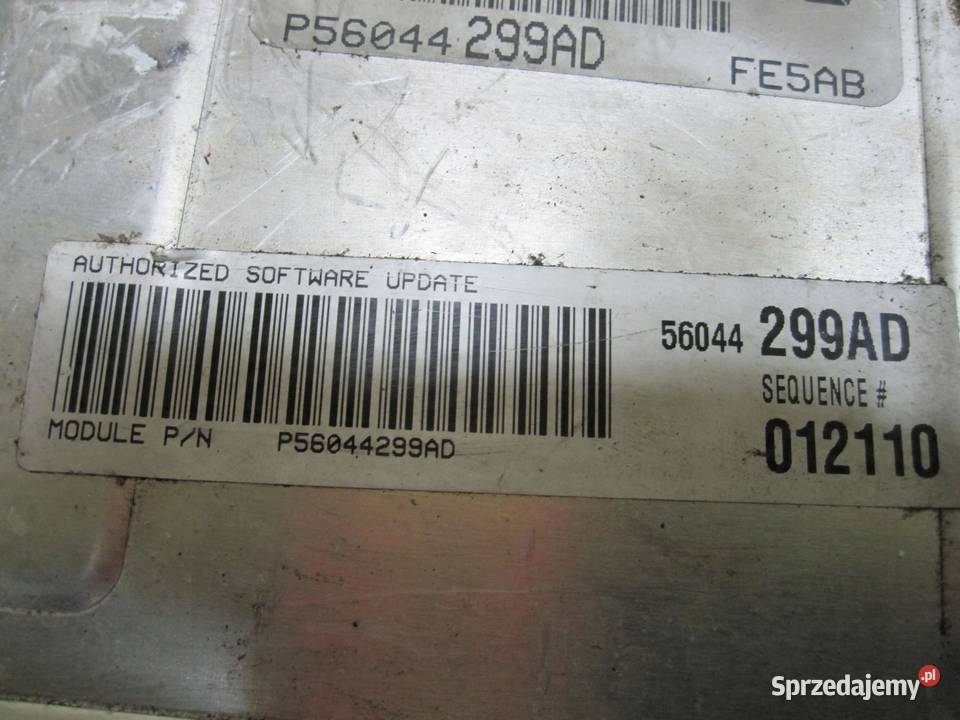 P56044 299AD
FE5AB
AUTHORIZED SOFTWARE UPDATE
56044 299AD
SEQUENCE #
012110
MODULE P/N P56044299AD
Sprzedajemy.pl